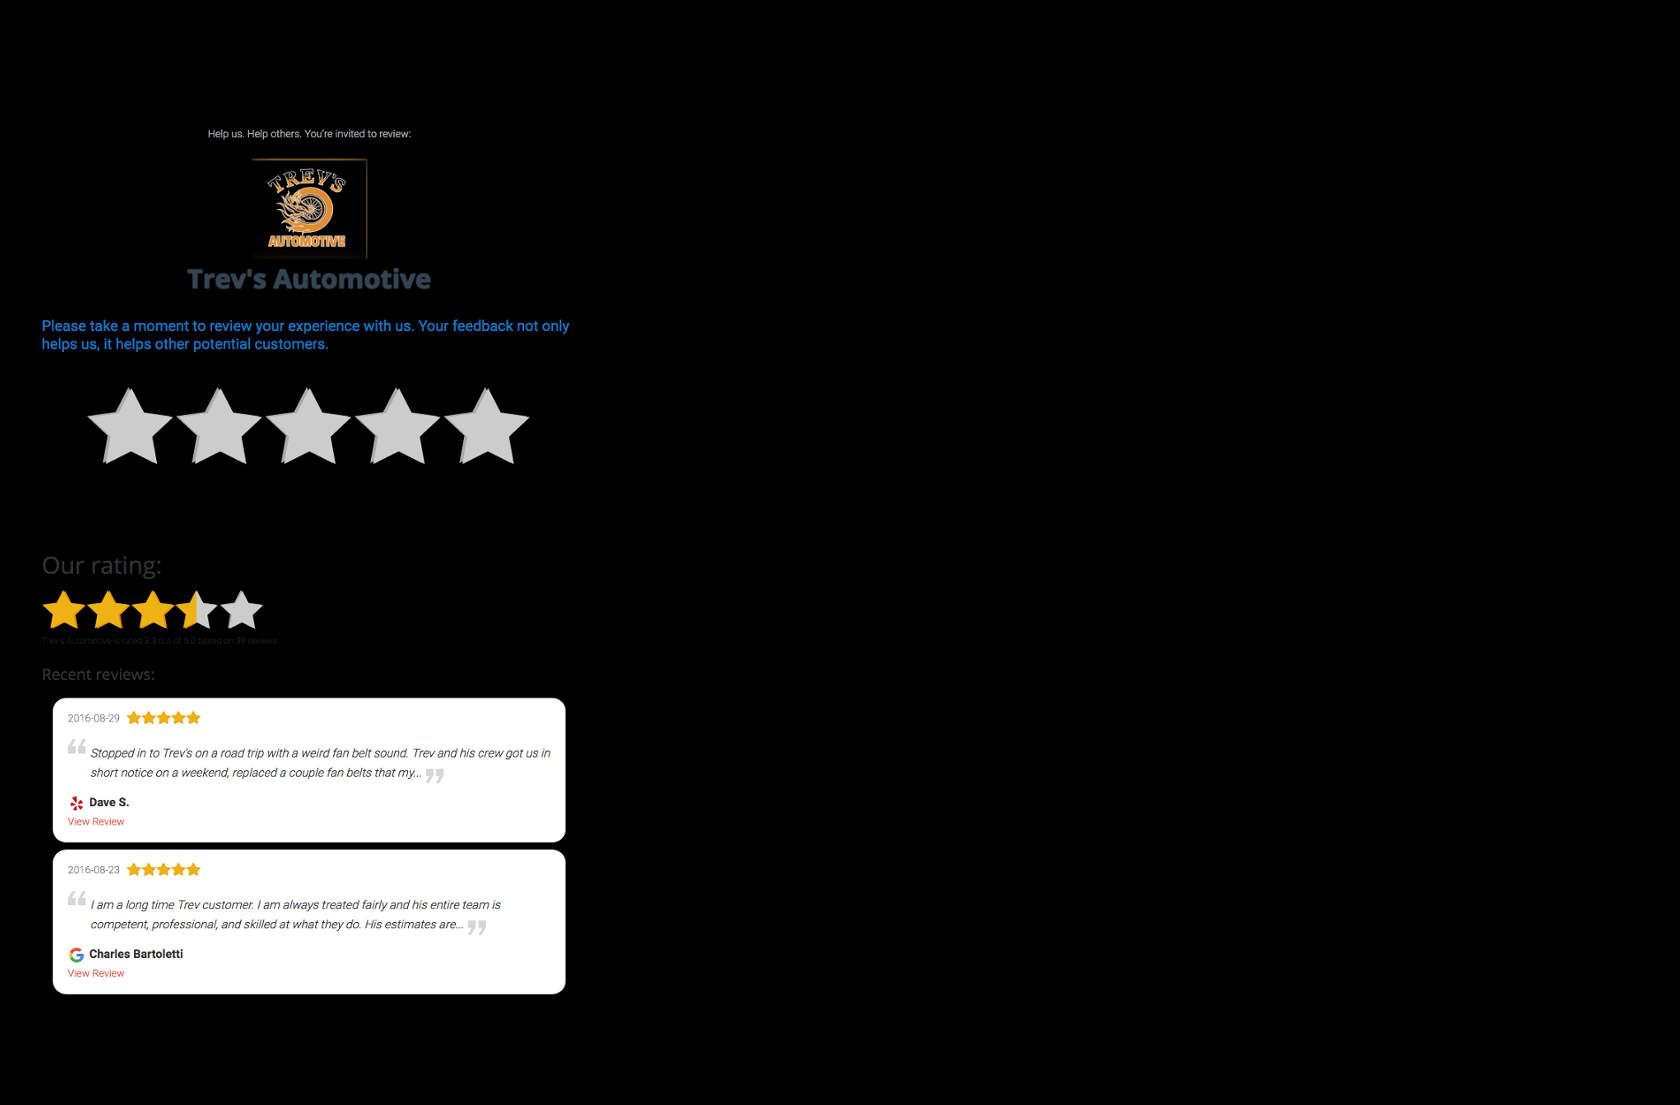 Help us. Help others. You're invited to review:
TREV'S
AUTOMOTIVE
Trev's Automotive
Please take a moment to review your experience with us. Your feedback not only
helps us, it helps other potential customers.
Our rating:
Trev's Automotive is rated 3.3 out of 5.0 based on 39 reviews.
Recent reviews:
2016-08-29
“ Stopped in to Trev's on a road trip with a weird fan belt sound. Trev and his crew got us in
short notice on a weekend, replaced a couple fan belts that my... ”
Dave S.
View Review
2016-08-23
“ I am a long time Trev customer. I am always treated fairly and his entire team is
competent, professional, and skilled at what they do. His estimates are... ”
Charles Bartoletti
View Review